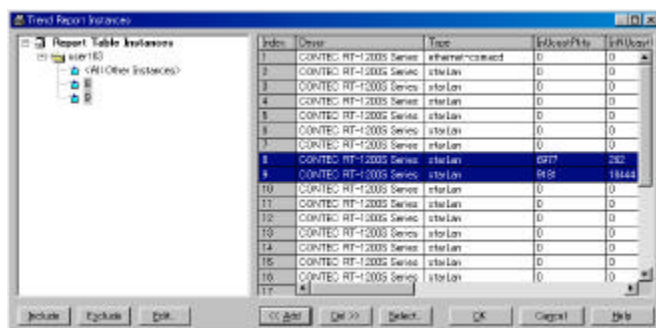 Trend Report Instances
Report Table Instances
user163
<All Other Instances>
8
9
Index Descr Type InUcastPkts InNUcast
1 CONTEC RT-1200S Series ethernet-csmacd 0 0
2 CONTEC RT-1200S Series starLan 0 0
3 CONTEC RT-1200S Series starLan 0 0
4 CONTEC RT-1200S Series starLan 0 0
5 CONTEC RT-1200S Series starLan 0 0
6 CONTEC RT-1200S Series starLan 0 0
7 CONTEC RT-1200S Series starLan 0 0
8 CONTEC RT-1200S Series starLan 6977 282
9 CONTEC RT-1200S Series starLan 9181 18444
10 CONTEC RT-1200S Series starLan 0 0
11 CONTEC RT-1200S Series starLan 0 0
12 CONTEC RT-1200S Series starLan 0 0
13 CONTEC RT-1200S Series starLan 0 0
14 CONTEC RT-1200S Series starLan 0 0
15 CONTEC RT-1200S Series starLan 0 0
16 CONTEC RT-1200S Series starLan 0 0
17
Include Exclude Edit... << Add Del >> Select... OK Cancel Help